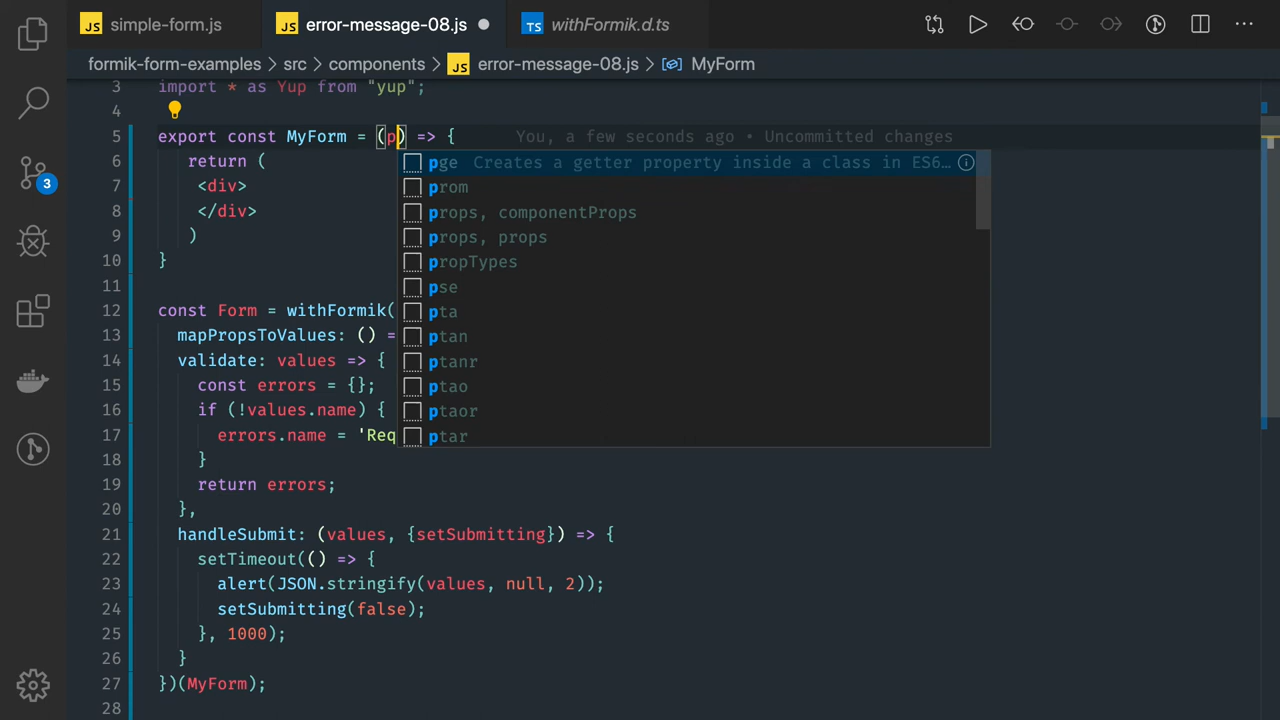 simple-form.js
error-message-08.js
TS withFormik.d.ts
JS
JS
formik-form-examples > src > components > JS error-message-08.js > MyForm
3 import * as Yup from "yup";
4
5 export const MyForm = (p) => { You, a few seconds ago • Uncommitted changes
6 return (
7 <div>
8 </div>
9 )
10 }
11
12 const Form = withFormik(
13 mapPropsToValues: () =
14 validate: values => {
15 const errors = {};
16 if (!values.name) {
17 errors.name = 'Req
18 }
19 return errors;
20 },
21 handleSubmit: (values, {setSubmitting}) => {
22 setTimeout(() => {
23 alert(JSON.stringify(values, null, 2));
24 setSubmitting(false);
25 }, 1000);
26 }
27 })(MyForm);
28
pge Creates a getter property inside a class in ES6…
prom
props, componentProps
props, props
propTypes
pse
pta
ptan
ptanr
ptao
ptaor
ptar
3